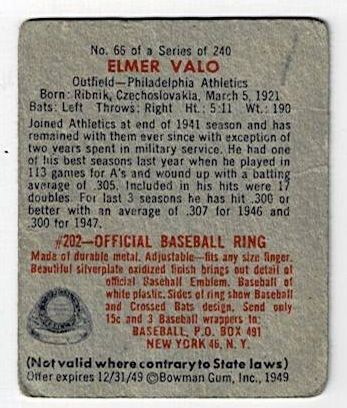 No. 66 of a Series of 240
ELMER VALO
Outfield—Philadelphia Athletics
Born: Ribnik, Czechoslovakia, March 5, 1921
Bats: Left Throws: Right Ht.: 5:11 Wt.: 190
Joined Athletics at end of 1941 season and has
remained with them ever since with exception of two
years spent in military service. He had one
of his best seasons last year when he played in
113 games for A's and wound up with a batting
average of .305. Included in his hits were 17
doubles. For last 3 seasons he has hit .300 or
better with an average of .307 for 1946 and
.300 for 1947.
#202—OFFICIAL BASEBALL RING
Made of durable metal. Adjustable—fits any size finger.
Beautiful silverplate oxidized finish brings out detail of
official Baseball Emblem. Baseball of
white plastic. Sides of ring show Baseball
and Crossed Bats design. Send only
15c and 3 Baseball wrappers to:
BASEBALL, P.O. BOX 491
NEW YORK 46, N. Y.
(Not valid where contrary to State laws)
Offer expires 12/31/49 ©Bowman Gum, Inc., 1949